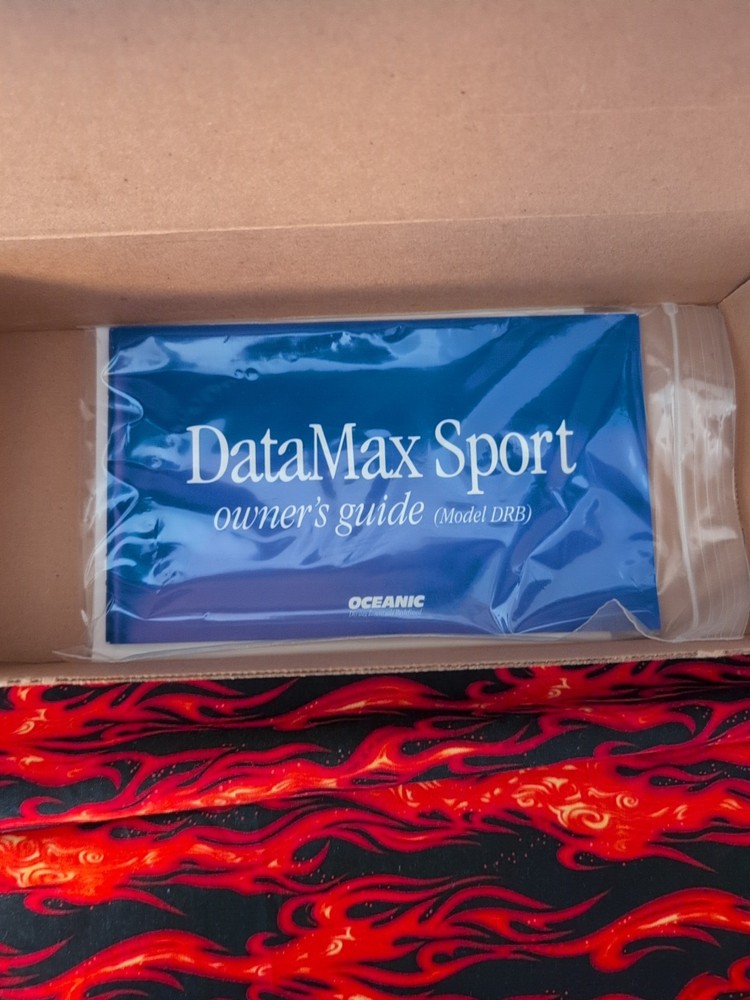 DataMax Sport
owner's guide (Model DRB)
OCEANIC